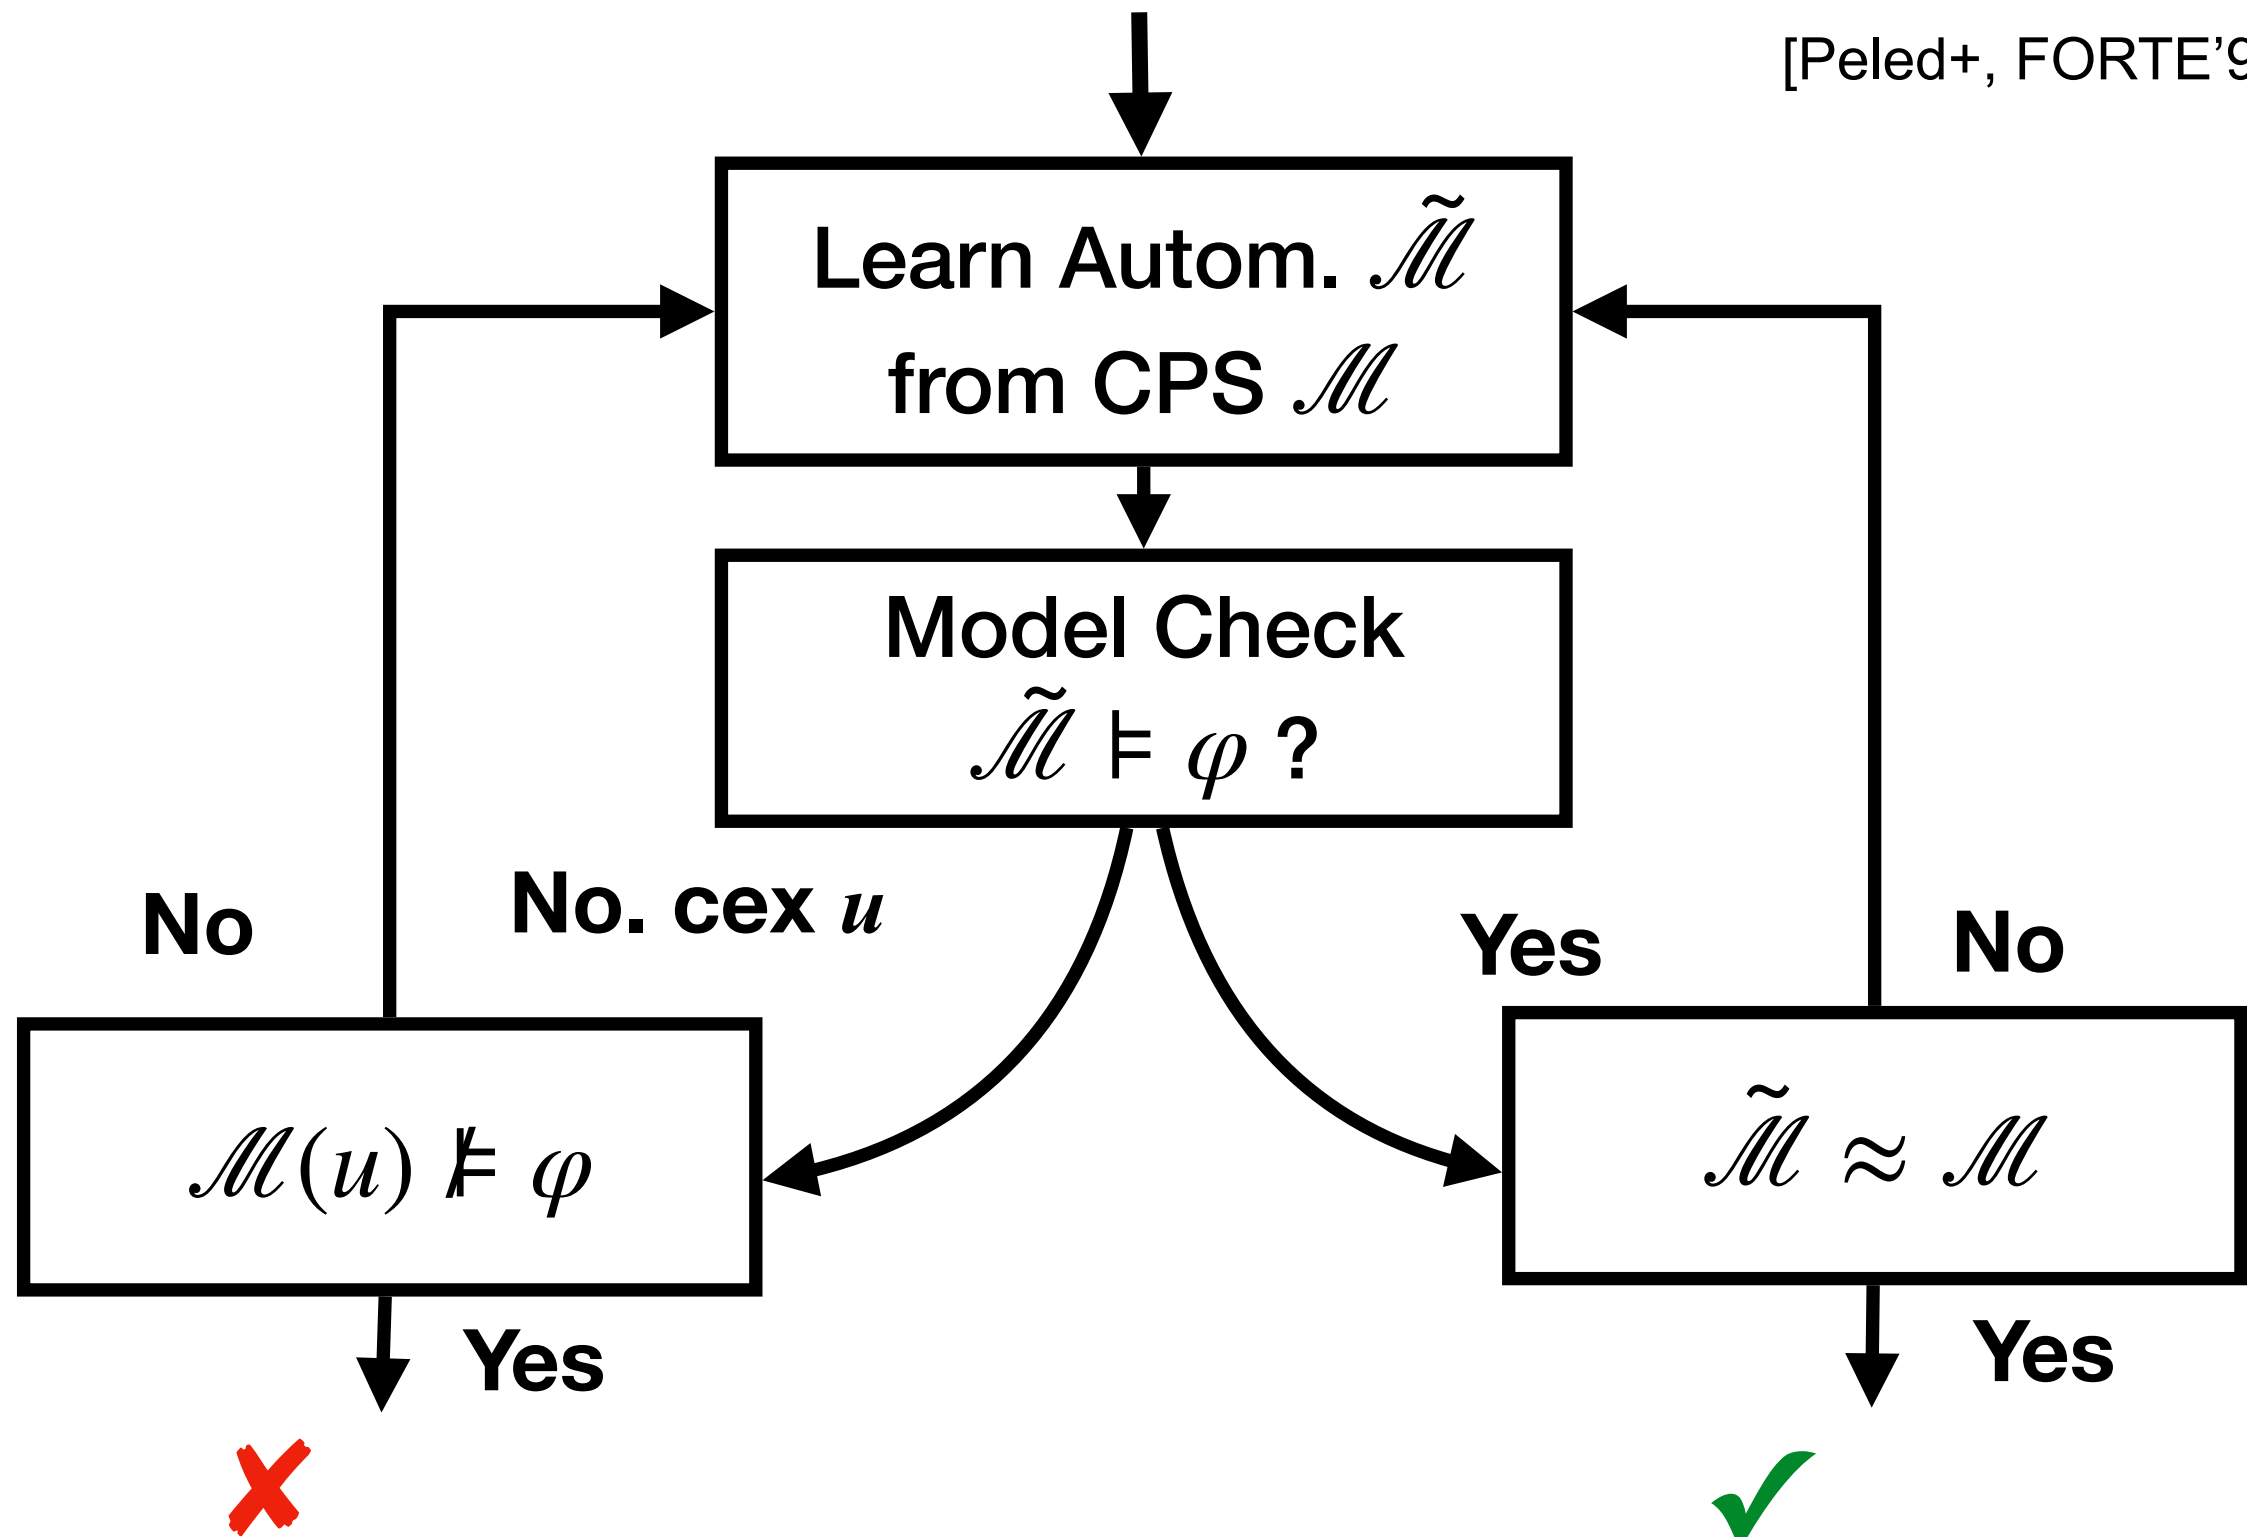 [Peled+, FORTE'9
Learn Autom. ℳ̃
from CPS ℳ
Model Check
ℳ̃ ⊨ φ ?
No
No. cex u
Yes
No
ℳ(u) ⊭ φ
ℳ̃ ≈ ℳ
Yes
Yes